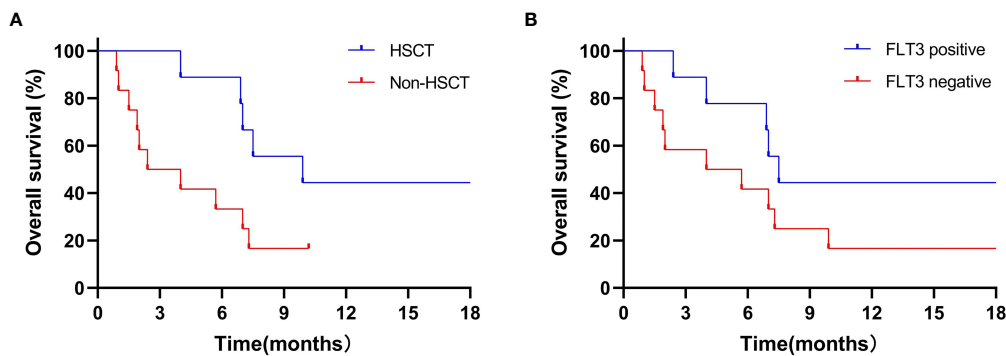 A
HSCT
Non-HSCT
Overall survival (%)
100
80
60
40
20
0
0 3 6 9 12 15 18
Time(months）
B
FLT3 positive
FLT3 negative
Overall survival (%)
100
80
60
40
20
0
0 3 6 9 12 15 18
Time(months）